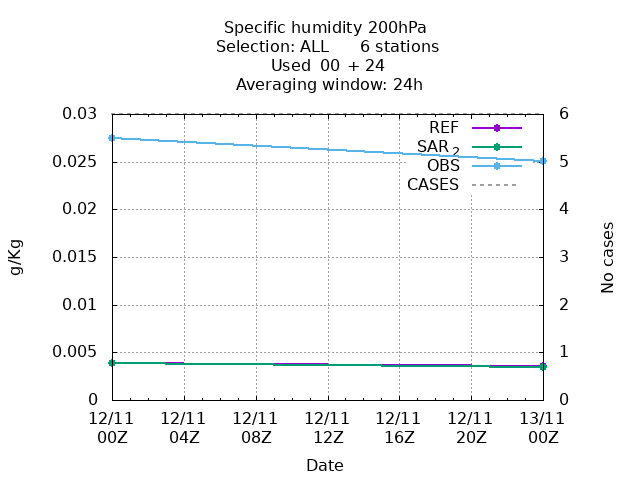 Specific humidity 200hPa
Selection: ALL 6 stations
Used 00 + 24
Averaging window: 24h
0.03
0.025
0.02
0.015
0.01
0.005
0
6
5
4
3
2
1
0
REF
SAR 2
OBS
CASES
g/Kg
No cases
12/11 12/11 12/11 12/11 12/11 12/11 13/11
00Z 04Z 08Z 12Z 16Z 20Z 00Z
Date